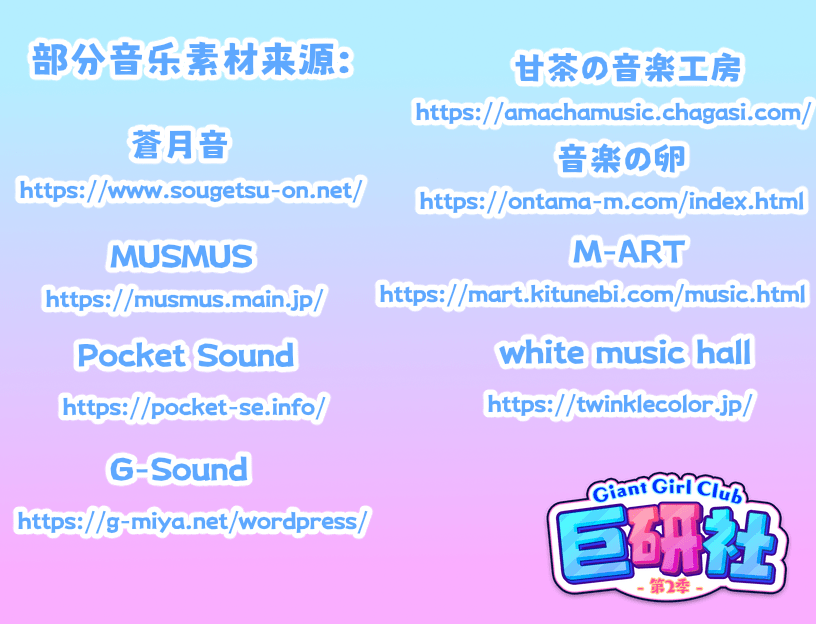 部分音乐素材来源:
蒼月音
https://www.sougetsu-on.net/
MUSMUS
https://musmus.main.jp/
Pocket Sound
https://pocket-se.info/
G-Sound
https://g-miya.net/wordpress/
甘茶の音楽工房
https://amachamusic.chagasi.com/
音楽の卵
https://ontama-m.com/index.html
M-ART
https://mart.kitunebi.com/music.html
white music hall
https://twinklecolor.jp/
Giant Girl Club
巨研社
- 第2季 -